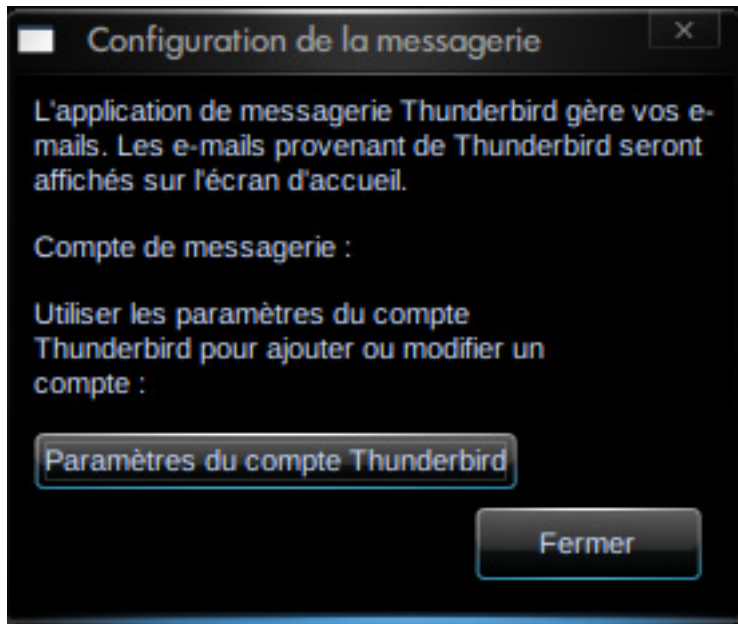 Configuration de la messagerie
L'application de messagerie Thunderbird gère vos e-
mails. Les e-mails provenant de Thunderbird seront
affichés sur l'écran d'accueil.
Compte de messagerie :
Utiliser les paramètres du compte
Thunderbird pour ajouter ou modifier un
compte :
Paramètres du compte Thunderbird
Fermer